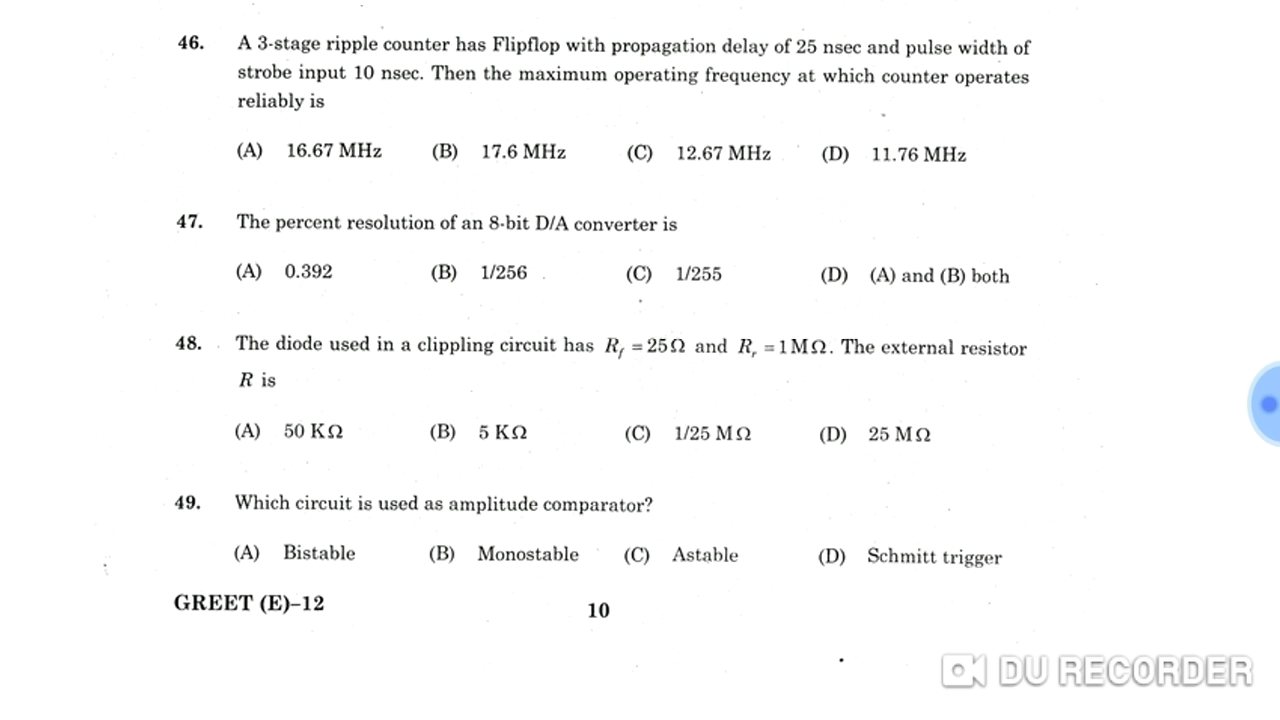 46. A 3-stage ripple counter has Flipflop with propagation delay of 25 nsec and pulse width of
strobe input 10 nsec. Then the maximum operating frequency at which counter operates
reliably is
(A) 16.67 MHz (B) 17.6 MHz (C) 12.67 MHz (D) 11.76 MHz
47. The percent resolution of an 8-bit D/A converter is
(A) 0.392 (B) 1/256 (C) 1/255 (D) (A) and (B) both
48. The diode used in a clippling circuit has R_f = 25Ω and R_r = 1MΩ. The external resistor
R is
(A) 50 KΩ (B) 5 KΩ (C) 1/25 MΩ (D) 25 MΩ
49. Which circuit is used as amplitude comparator?
(A) Bistable (B) Monostable (C) Astable (D) Schmitt trigger
GREET (E)–12 10
DU RECORDER